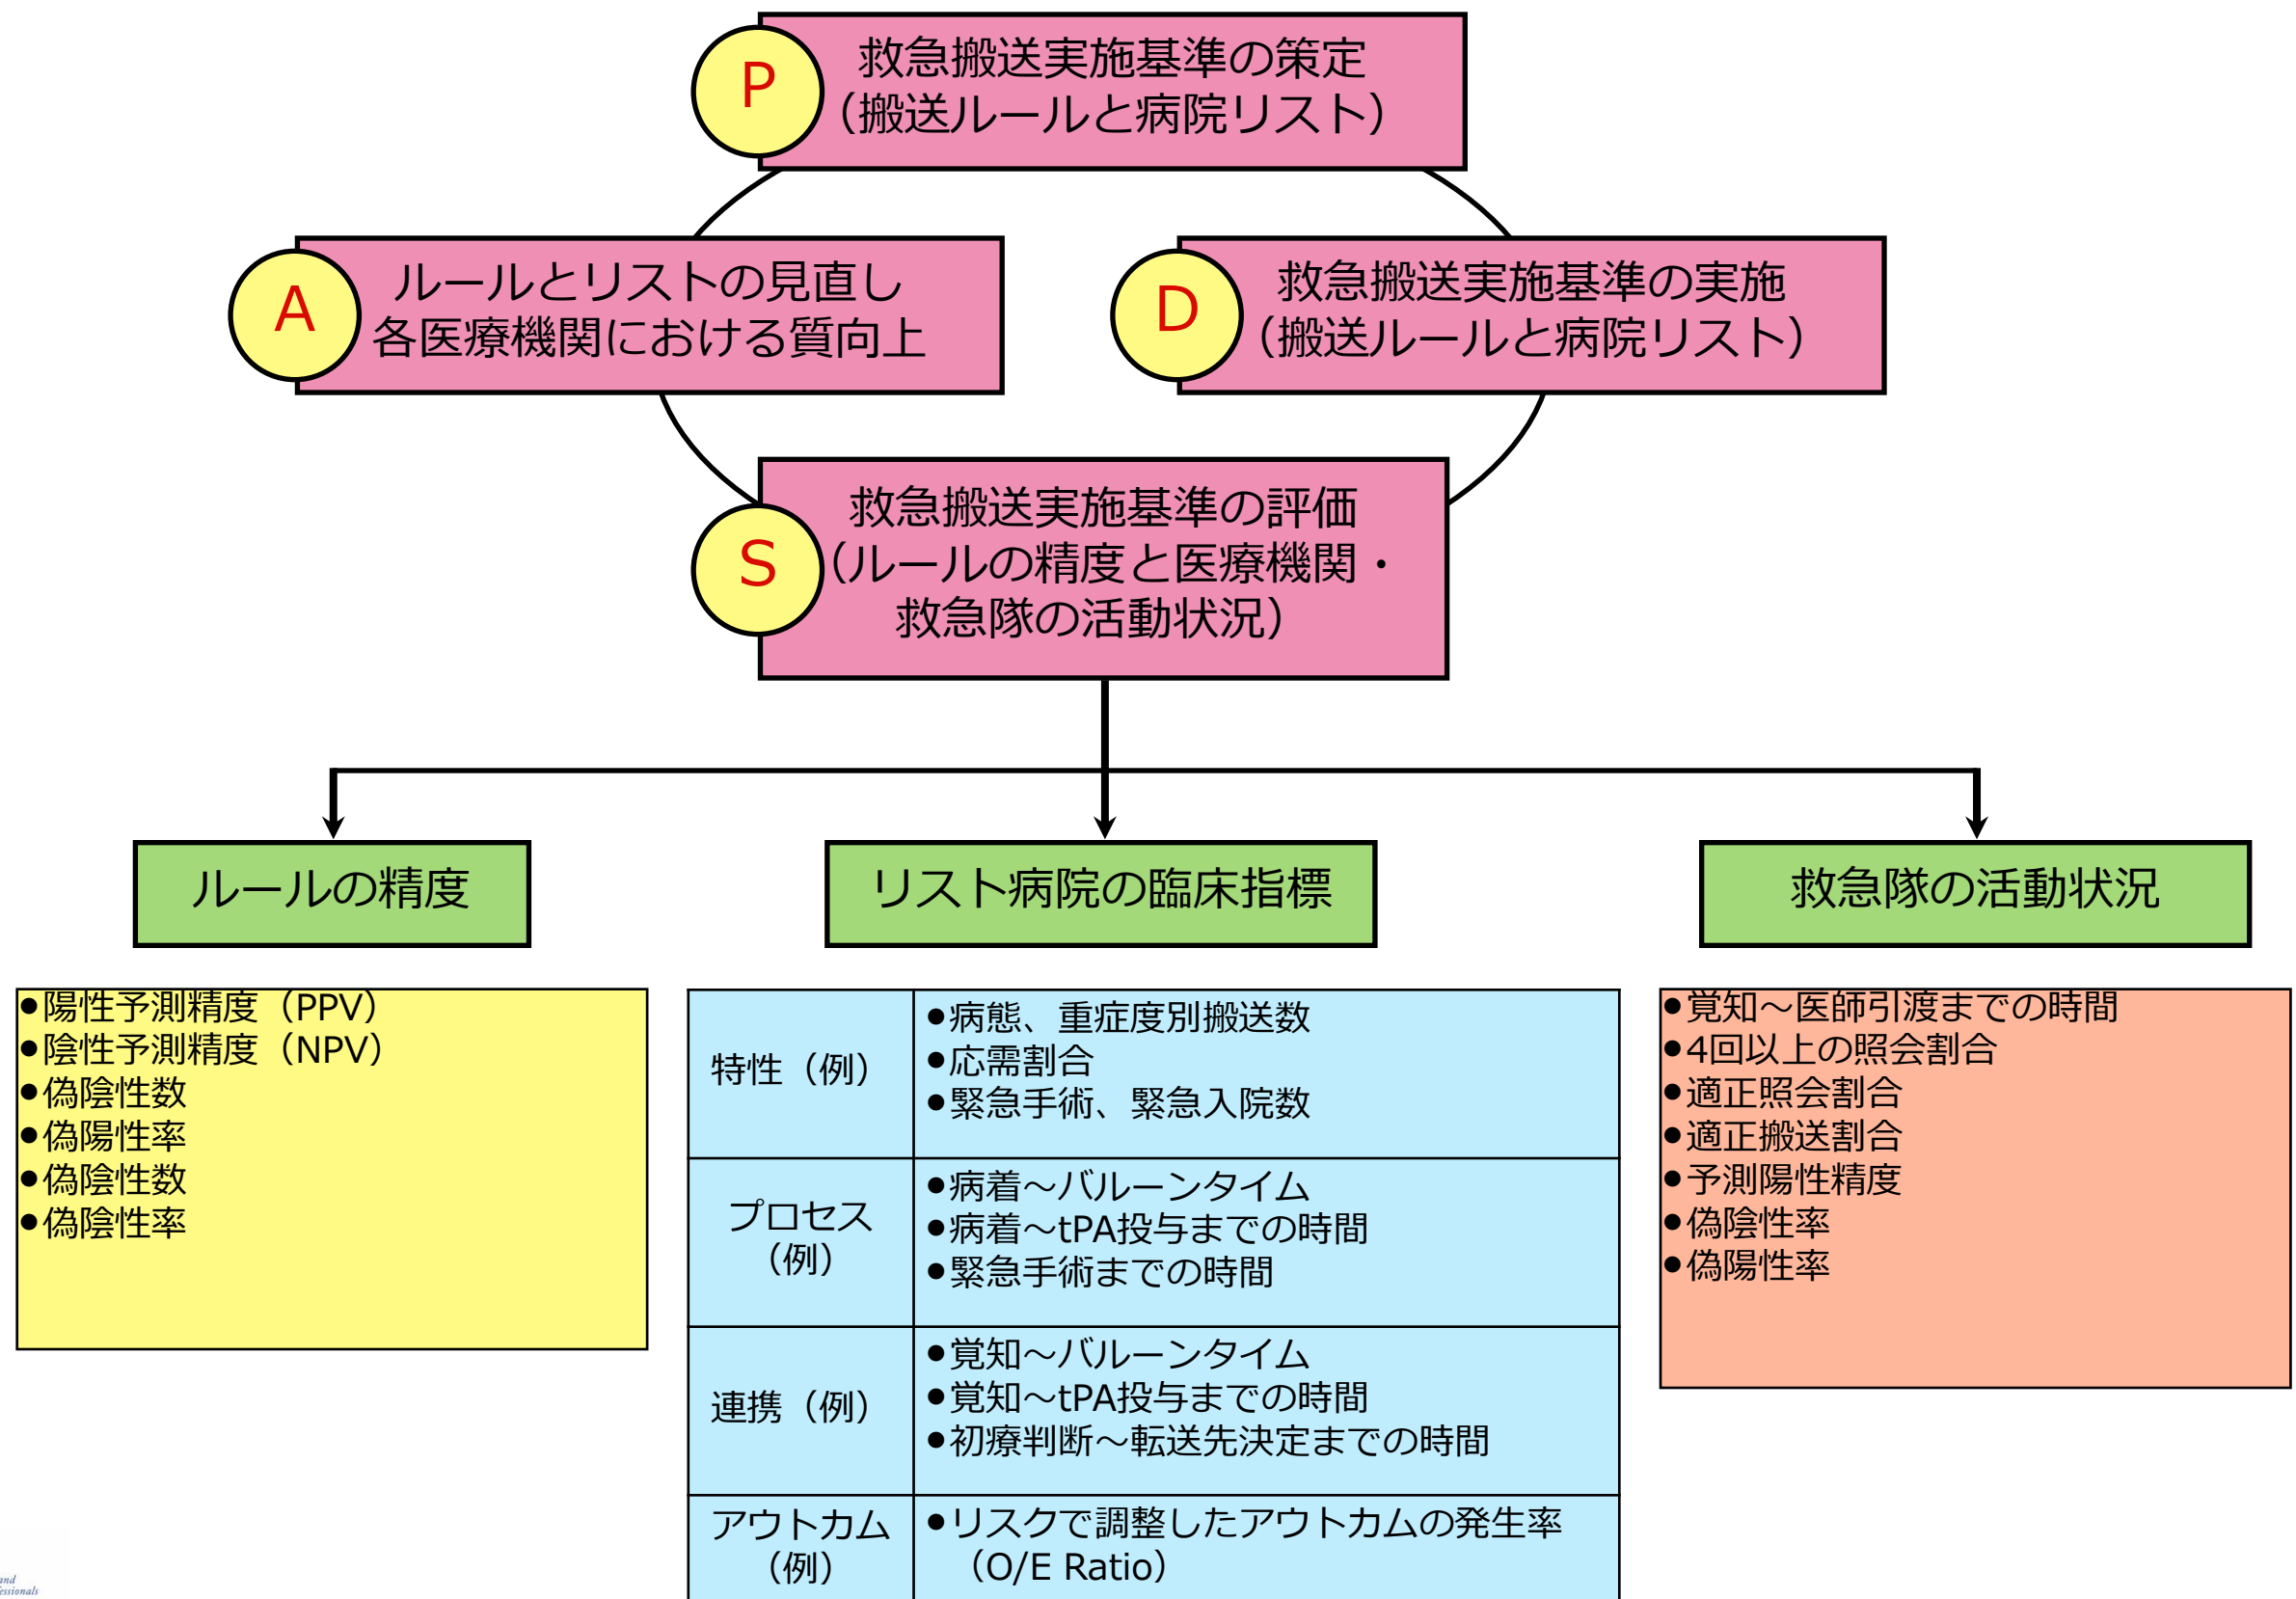 P
救急搬送実施基準の策定
（搬送ルールと病院リスト）
A
ルールとリストの見直し
各医療機関における質向上
D
救急搬送実施基準の実施
（搬送ルールと病院リスト）
S
救急搬送実施基準の評価
（ルールの精度と医療機関・
救急隊の活動状況）
ルールの精度
●陽性予測精度（PPV）
●陰性予測精度（NPV）
●偽陰性数
●偽陽性率
●偽陰性数
●偽陰性率
リスト病院の臨床指標
特性（例）
●病態、重症度別搬送数
●応需割合
●緊急手術、緊急入院数
プロセス
（例）
●病着～バルーンタイム
●病着～tPA投与までの時間
●緊急手術までの時間
連携（例）
●覚知～バルーンタイム
●覚知～tPA投与までの時間
●初療判断～転送先決定までの時間
アウトカム
（例）
●リスクで調整したアウトカムの発生率
（O/E Ratio）
救急隊の活動状況
●覚知～医師引渡までの時間
●4回以上の照会割合
●適正照会割合
●適正搬送割合
●予測陽性精度
●偽陰性率
●偽陽性率
and
essionals